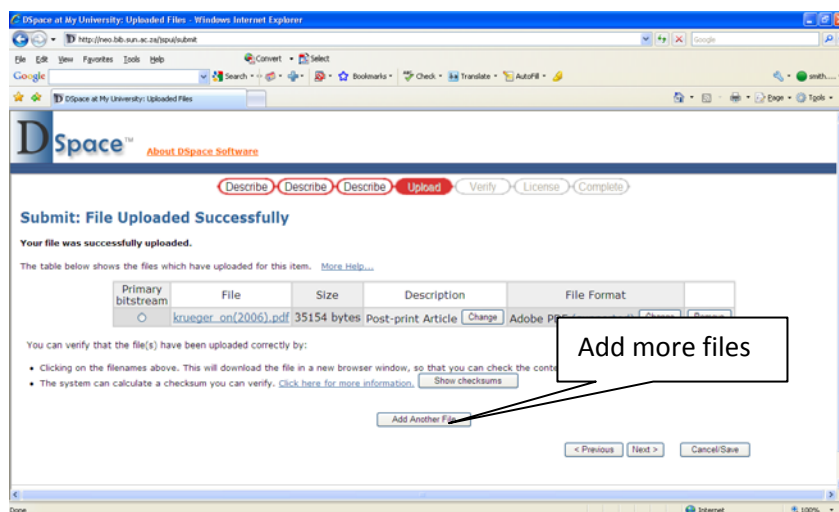 DSpace at My University: Uploaded Files - Windows Internet Explorer
http://neo.bib.sun.ac.za/jspui/submit
Google
File Edit View Favorites Tools Help
Convert Select
Google Search Bookmarks Check Translate AutoFill smith....
DSpace at My University: Uploaded Files
Page Tools
DSpace™ About DSpace Software
Describe Describe Describe Upload Verify License Complete
Submit: File Uploaded Successfully
Your file was successfully uploaded.
The table below shows the files which have uploaded for this item. More Help...
Primary bitstream File Size Description File Format
krueger_on(2006).pdf 35154 bytes Post-print Article Change Adobe
Add more files
You can verify that the file(s) have been uploaded correctly by:
• Clicking on the filenames above. This will download the file in a new browser window, so that you can check the
• The system can calculate a checksum you can verify. Click here for more information. Show checksums
Add Another File
< Previous Next > Cancel/Save
Done Internet 100%